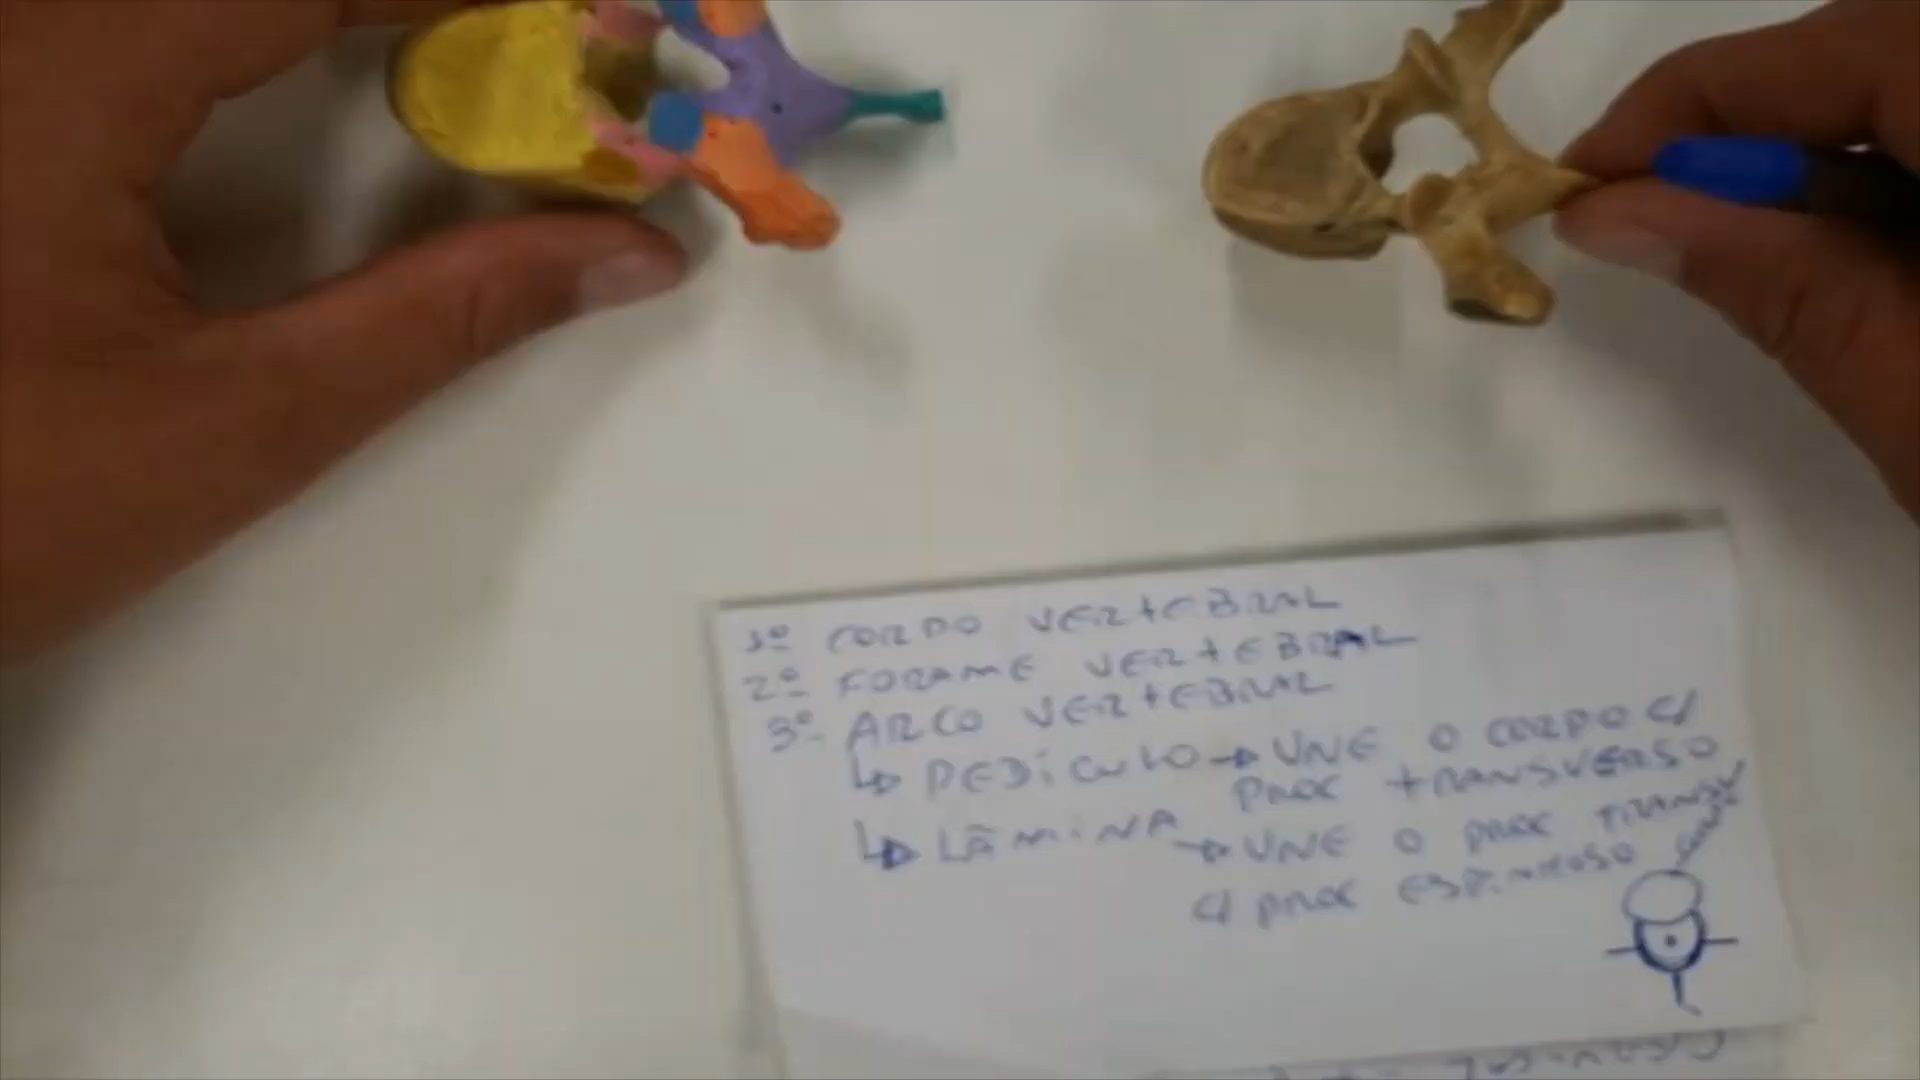 1º CORPO VERTEBRAL
2º FORAME VERTEBRAL
3º- ARCO VERTEBRAL
↳ PEDiCULO → UNE O CORPO C/
PROC TRANSVERSO
↳ LÂMiNA → UNE O PROC TRANSV
C/ PROC ESPINHOSO